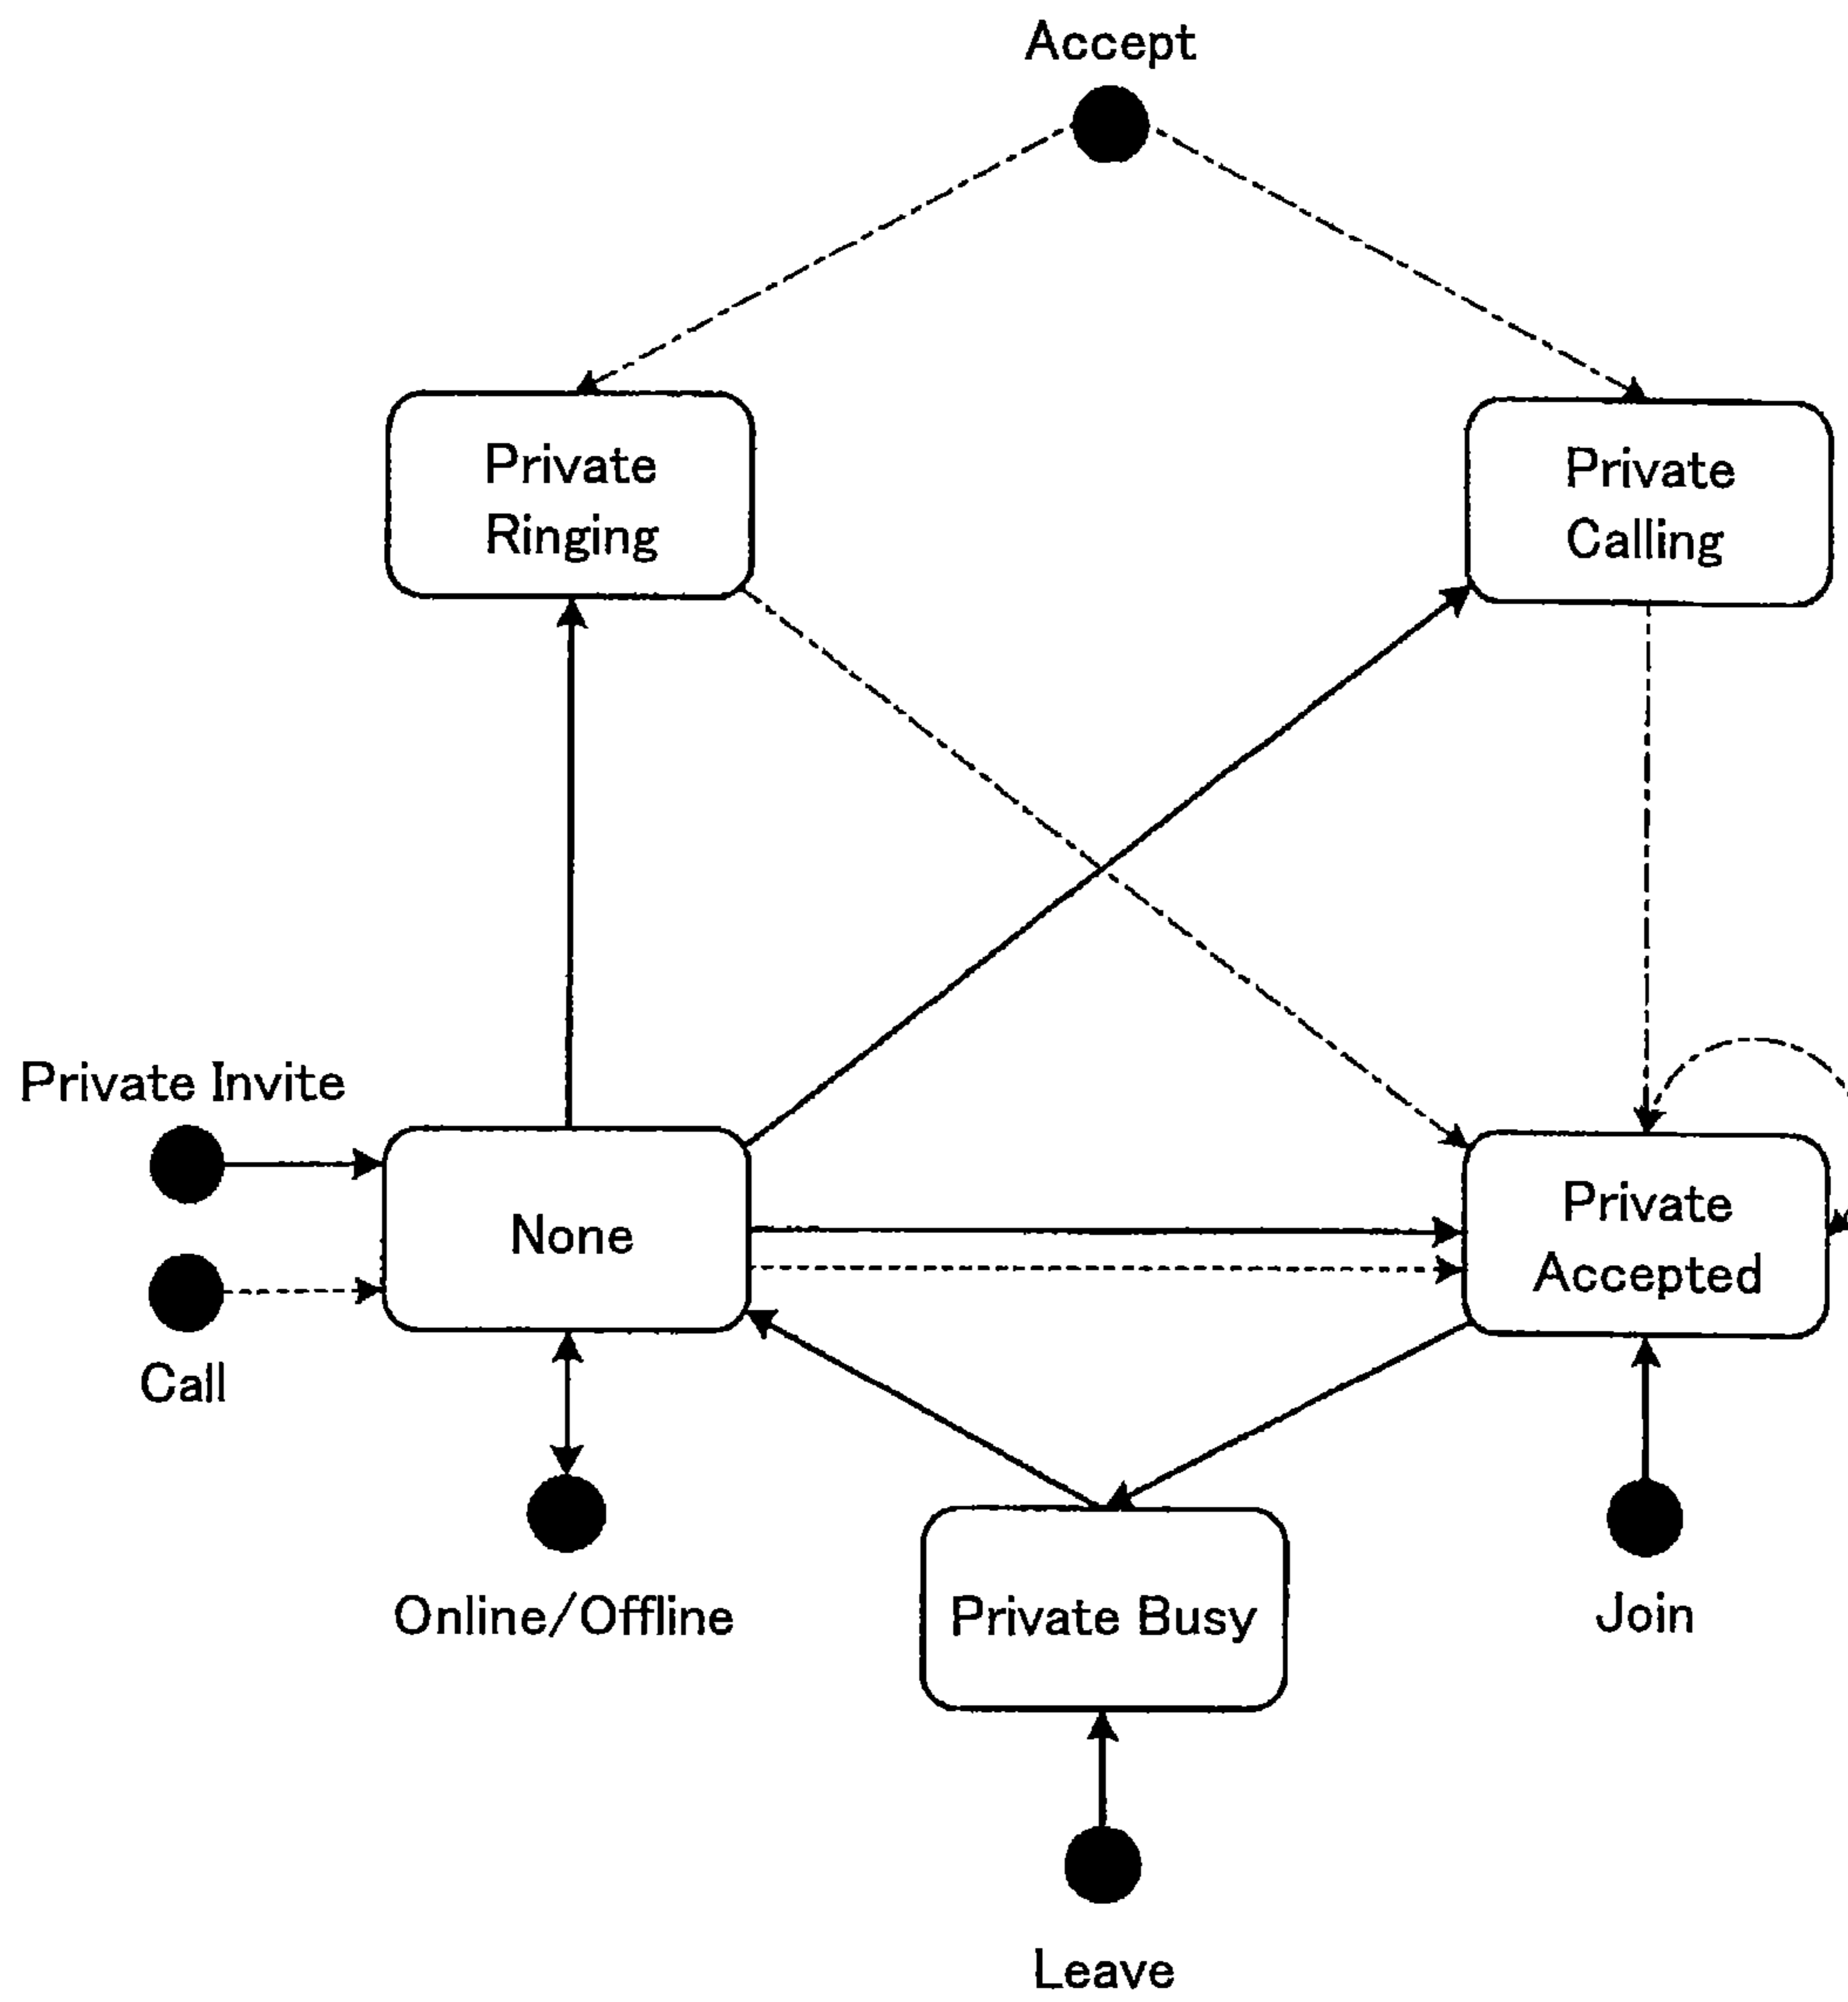 Accept
Private
Ringing
Private
Calling
Private Invite
None
Private
Accepted
Call
Online/Offline
Private Busy
Join
Leave